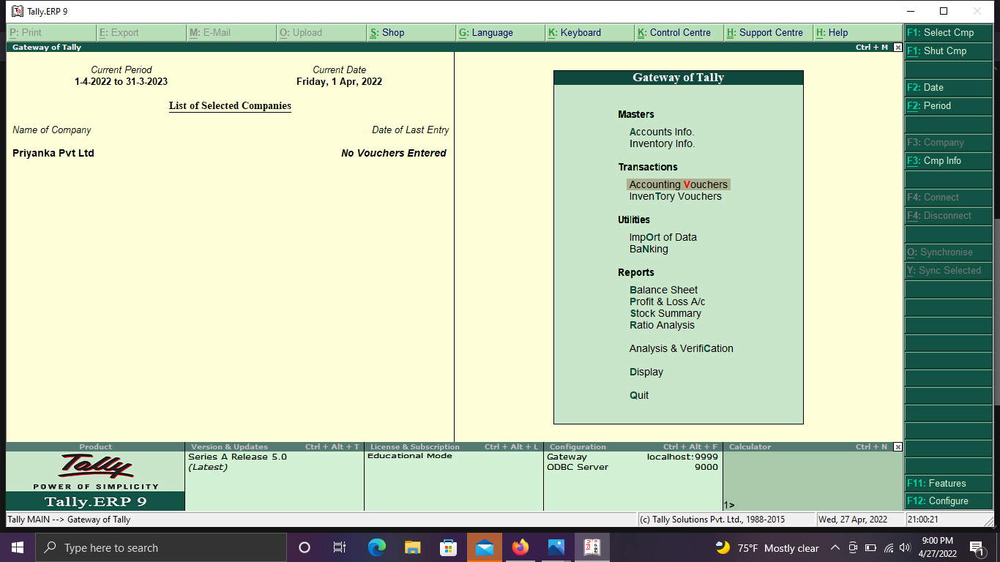 Tally.ERP 9
P: Print E: Export M: E-Mail O: Upload S: Shop G: Language K: Keyboard K: Control Centre H: Support Centre H: Help
Gateway of Tally Ctrl + M
Current Period Current Date
1-4-2022 to 31-3-2023 Friday, 1 Apr, 2022
List of Selected Companies
Name of Company Date of Last Entry
Priyanka Pvt Ltd No Vouchers Entered
Gateway of Tally
Masters
Accounts Info.
Inventory Info.
Transactions
Accounting Vouchers
InvenTory Vouchers
Utilities
ImpOrt of Data
BaNking
Reports
Balance Sheet
Profit & Loss A/c
Stock Summary
Ratio Analysis
Analysis & VerifiCation
Display
Quit
F1: Select Cmp
F1: Shut Cmp
F2: Date
F2: Period
F3: Company
F3: Cmp Info
F4: Connect
F4: Disconnect
O: Synchronise
Y: Sync Selected
F11: Features
F12: Configure
Product
Tally
POWER OF SIMPLICITY
Tally.ERP 9
Version & Updates Ctrl + Alt + T
Series A Release 5.0
(Latest)
License & Subscription Ctrl + Alt + L
Educational Mode
Configuration Ctrl + Alt + F
Gateway localhost:9999
ODBC Server 9000
Calculator Ctrl + N
1>
Tally MAIN --> Gateway of Tally (c) Tally Solutions Pvt. Ltd., 1988-2015 Wed, 27 Apr, 2022 21:00:21
Type here to search
75°F Mostly clear
9:00 PM
4/27/2022
1